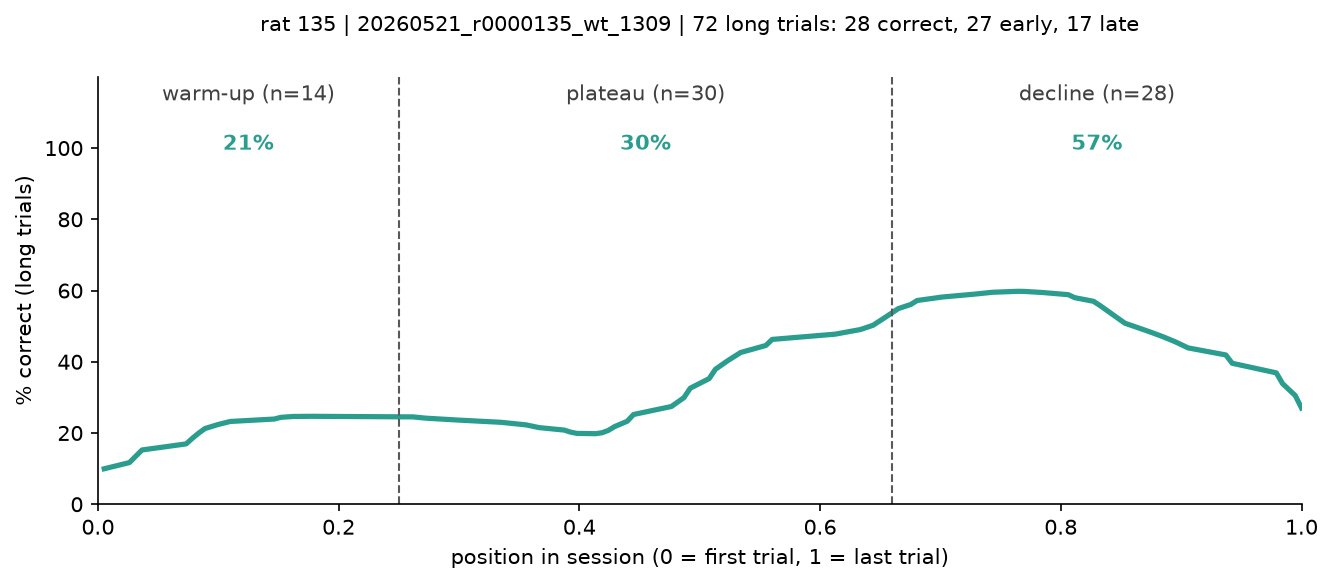 rat 135 | 20260521_r0000135_wt_1309 | 72 long trials: 28 correct, 27 early, 17 late
warm-up (n=14)
plateau (n=30)
decline (n=28)
21%
30%
57%
% correct (long trials)
100
80
60
40
20
0
0.0
0.2
0.4
0.6
0.8
1.0
position in session (0 = first trial, 1 = last trial)